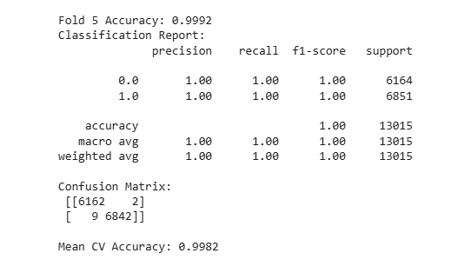 Fold 5 Accuracy: 0.9992
Classification Report:
precision recall f1-score support
0.0 1.00 1.00 1.00 6164
1.0 1.00 1.00 1.00 6851
accuracy 1.00 13015
macro avg 1.00 1.00 1.00 13015
weighted avg 1.00 1.00 1.00 13015
Confusion Matrix:
[[6162 2]
[ 9 6842]]
Mean CV Accuracy: 0.9982